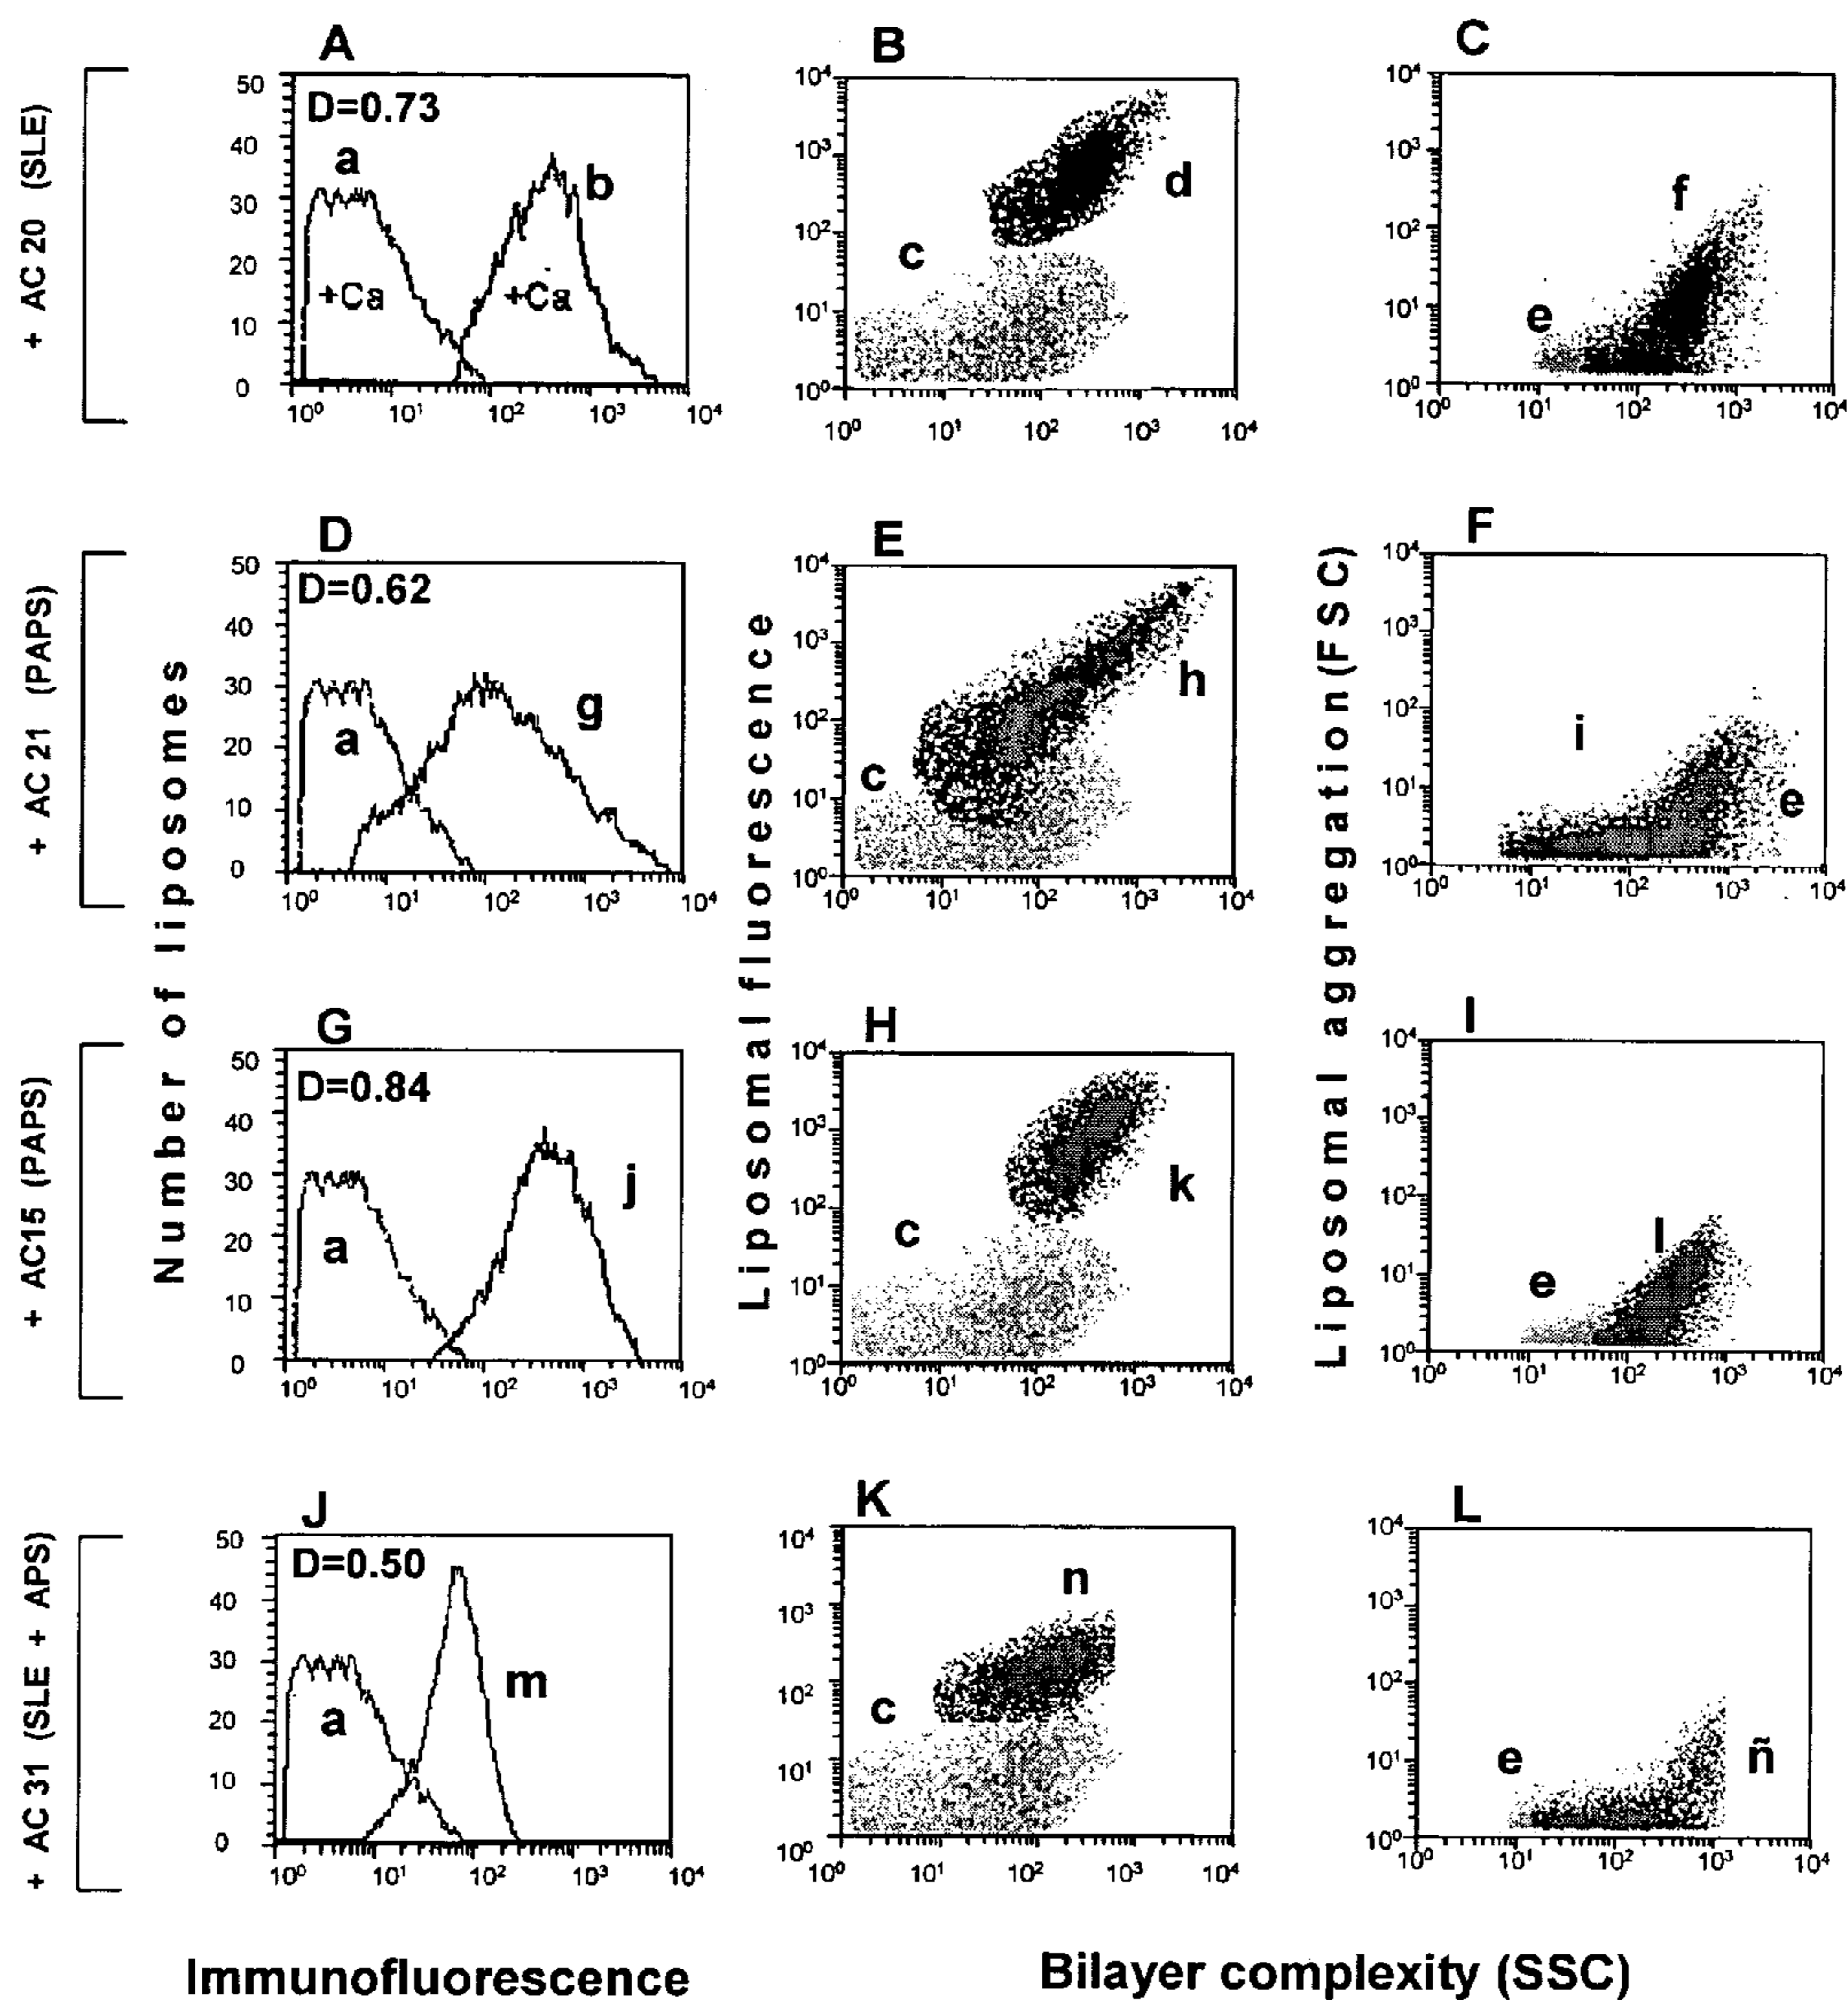 A
B
C
+ AC 20 (SLE)
50
40
30
20
10
0
D=0.73
a
b
+Ca
+Ca
10⁰ 10¹ 10² 10³ 10⁴
10⁴
10³
10²
10¹
10⁰
c
d
10⁰ 10¹ 10² 10³ 10⁴
10⁴
10³
10²
10¹
10⁰
e
f
10⁰ 10¹ 10² 10³ 10⁴
D
E
F
+ AC 21 (PAPS)
50
40
30
20
10
0
D=0.62
a
g
10⁰ 10¹ 10² 10³ 10⁴
10⁴
10³
10²
10¹
10⁰
c
h
10⁰ 10¹ 10² 10³ 10⁴
10⁴
10³
10²
10¹
10⁰
i
e
10⁰ 10¹ 10² 10³ 10⁴
Number of liposomes
Liposomal fluorescence
Liposomal aggregation (FSC)
G
H
I
+ AC15 (PAPS)
50
40
30
20
10
0
D=0.84
a
j
10⁰ 10¹ 10² 10³ 10⁴
10⁴
10³
10²
10¹
10⁰
c
k
10⁰ 10¹ 10² 10³ 10⁴
10⁴
10³
10²
10¹
10⁰
e
l
10⁰ 10¹ 10² 10³ 10⁴
J
K
L
+ AC 31 (SLE + APS)
50
40
30
20
10
0
D=0.50
a
m
10⁰ 10¹ 10² 10³ 10⁴
10⁴
10³
10²
10¹
10⁰
c
n
10⁰ 10¹ 10² 10³ 10⁴
10⁴
10³
10²
10¹
10⁰
e
ñ
10⁰ 10¹ 10² 10³ 10⁴
Immunofluorescence
Bilayer complexity (SSC)